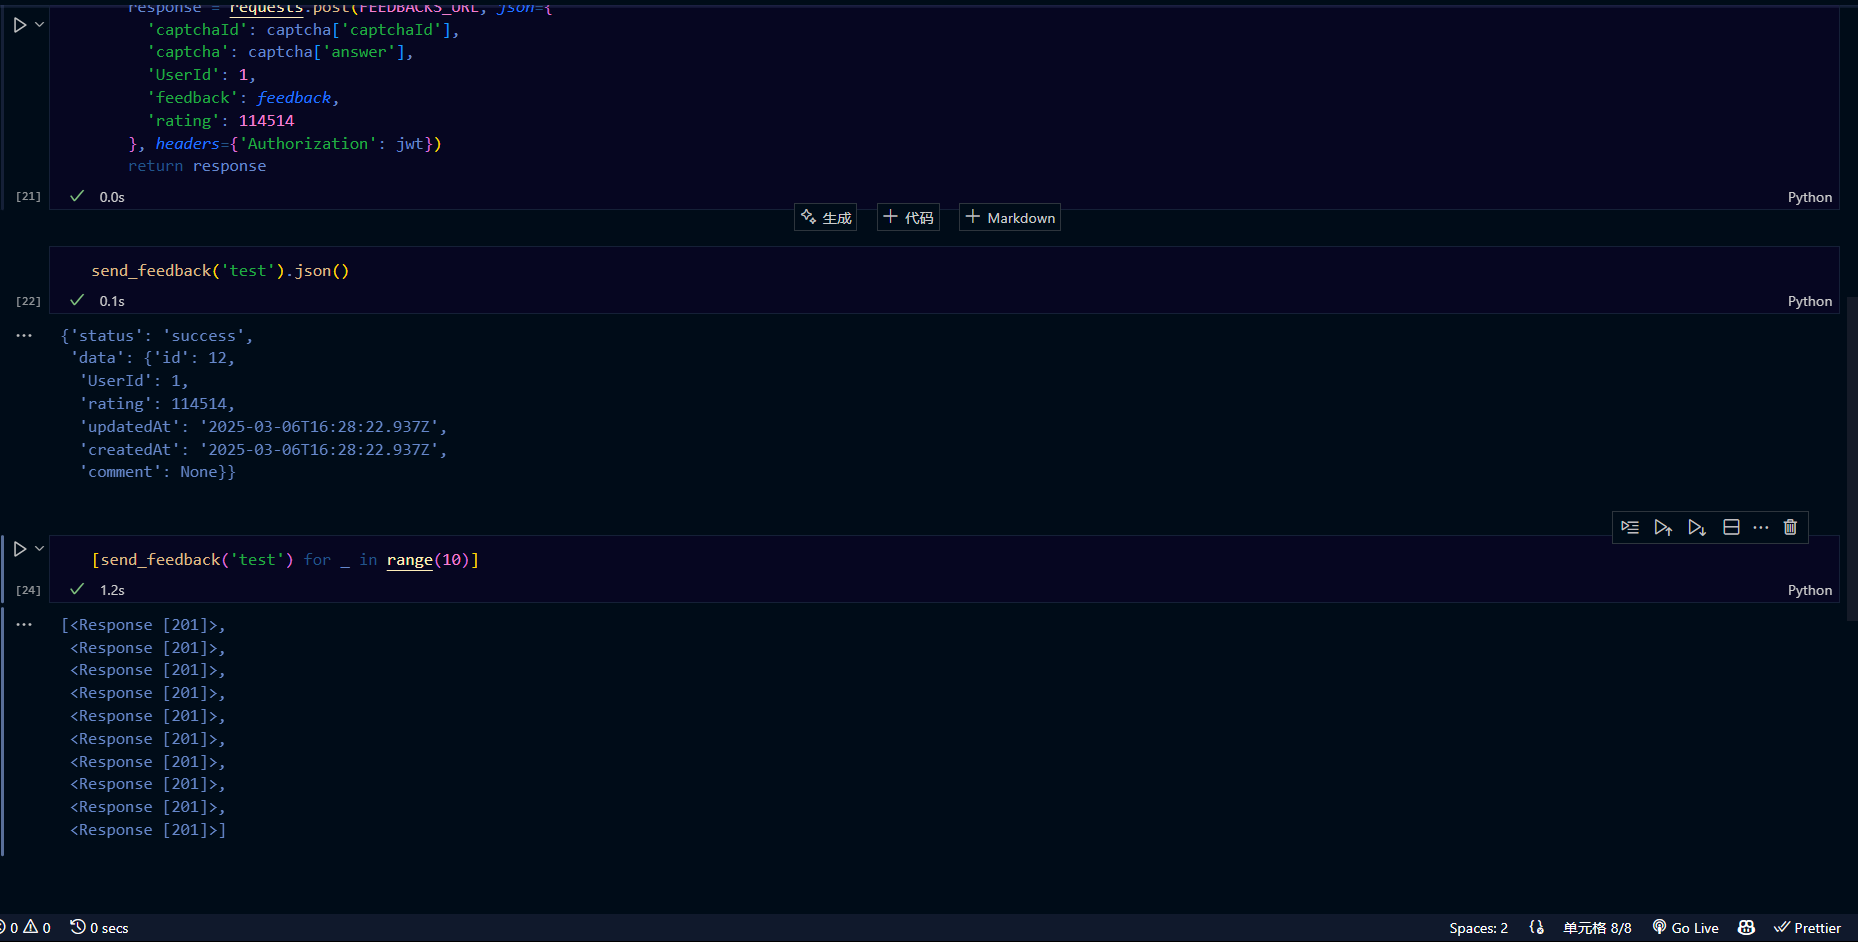 response = requests.post(FEEDBACKS_URL, json={
'captchaId': captcha['captchaId'],
'captcha': captcha['answer'],
'UserId': 1,
'feedback': feedback,
'rating': 114514
}, headers={'Authorization': jwt})
return response
[21]
0.0s
Python
生成
代码
Markdown
send_feedback('test').json()
[22]
0.1s
Python
{'status': 'success',
'data': {'id': 12,
'UserId': 1,
'rating': 114514,
'updatedAt': '2025-03-06T16:28:22.937Z',
'createdAt': '2025-03-06T16:28:22.937Z',
'comment': None}}
[send_feedback('test') for _ in range(10)]
[24]
1.2s
Python
[<Response [201]>,
<Response [201]>,
<Response [201]>,
<Response [201]>,
<Response [201]>,
<Response [201]>,
<Response [201]>,
<Response [201]>,
<Response [201]>,
<Response [201]>]
0 0 0 secs Spaces: 2 单元格 8/8 Go Live Prettier